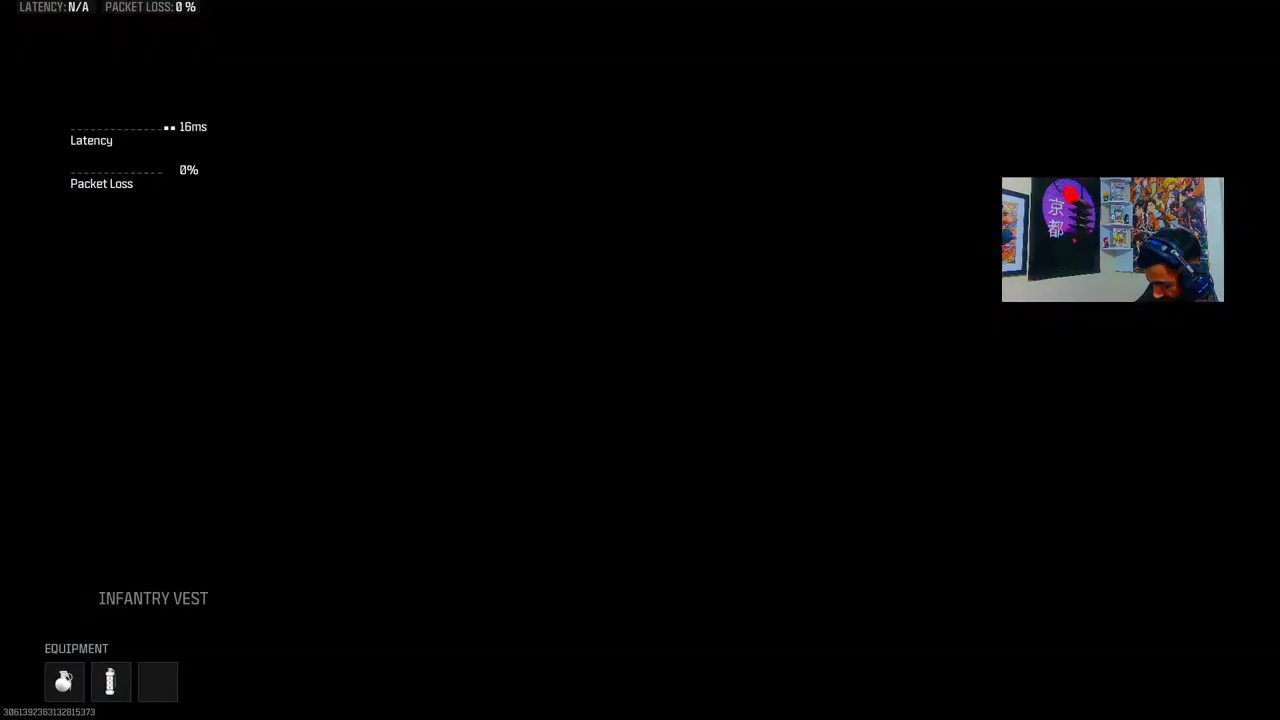 LATENCY: N/A PACKET LOSS: 0 %
16ms
Latency
0%
Packet Loss
京
都
INFANTRY VEST
EQUIPMENT
3061392363132815373